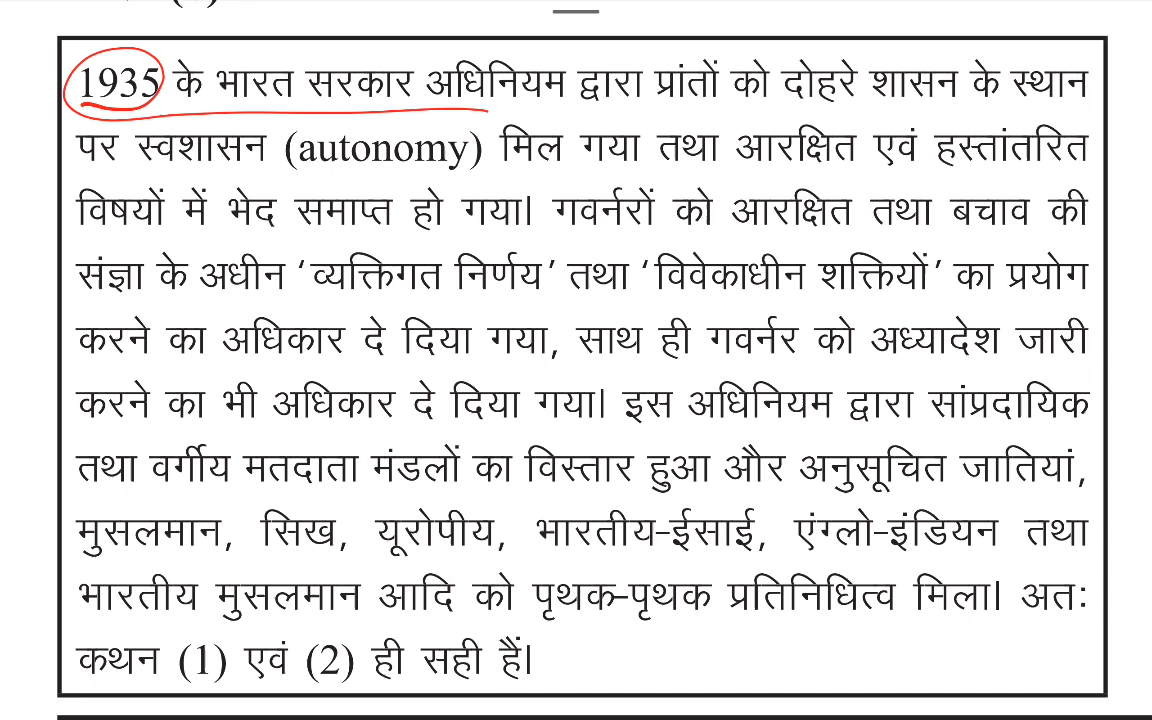 1935 के भारत सरकार अधिनियम द्वारा प्रांतों को दोहरे शासन के स्थान
पर स्वशासन (autonomy) मिल गया तथा आरक्षित एवं हस्तांतरित
विषयों में भेद समाप्त हो गया। गवर्नरों को आरक्षित तथा बचाव की
संज्ञा के अधीन ‘व्यक्तिगत निर्णय’ तथा ‘विवेकाधीन शक्तियों’ का प्रयोग
करने का अधिकार दे दिया गया, साथ ही गवर्नर को अध्यादेश जारी
करने का भी अधिकार दे दिया गया। इस अधिनियम द्वारा सांप्रदायिक
तथा वर्गीय मतदाता मंडलों का विस्तार हुआ और अनुसूचित जातियां,
मुसलमान, सिख, यूरोपीय, भारतीय-ईसाई, एंग्लो-इंडियन तथा
भारतीय मुसलमान आदि को पृथक-पृथक प्रतिनिधित्व मिला। अतः
कथन (1) एवं (2) ही सही हैं।